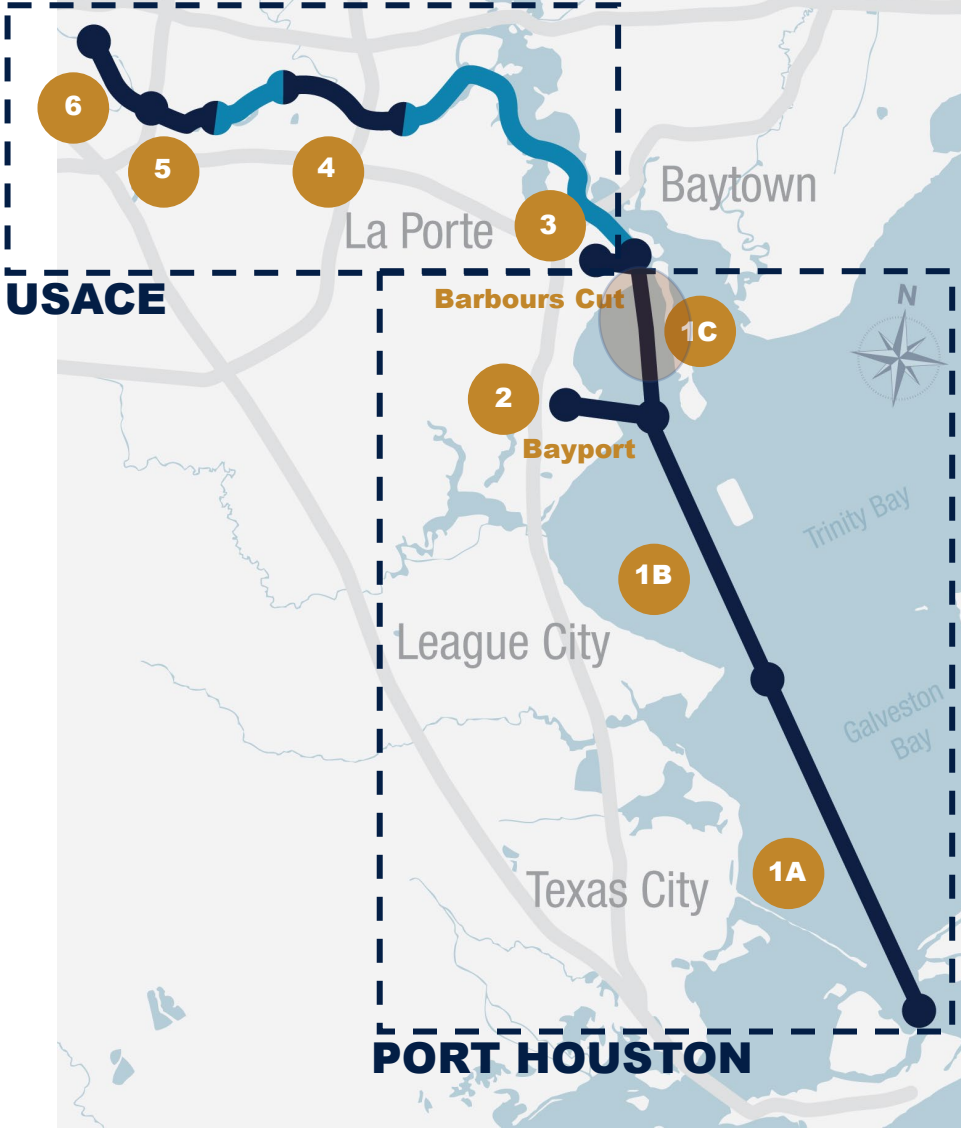 6
5
4
3
Baytown
La Porte
USACE
Barbours Cut
N
1C
2
Bayport
Trinity Bay
1B
League City
Galveston
Bay
1A
Texas City
PORT HOUSTON